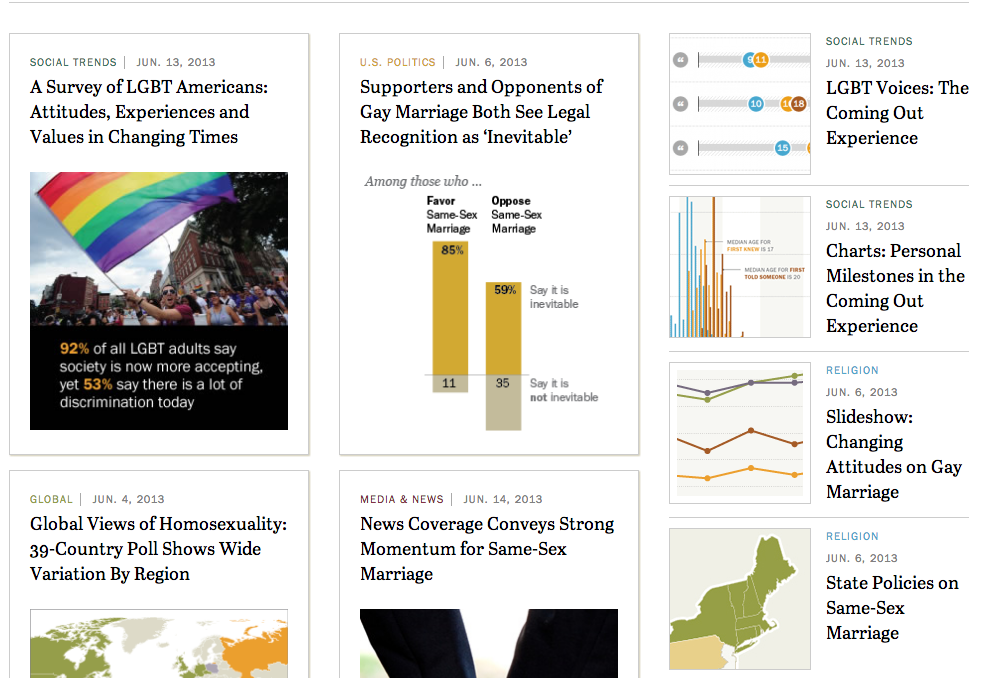 SOCIAL TRENDS | JUN. 13, 2013
A Survey of LGBT Americans:
Attitudes, Experiences and
Values in Changing Times
92% of all LGBT adults say
society is now more accepting,
yet 53% say there is a lot of
discrimination today
U.S. POLITICS | JUN. 6, 2013
Supporters and Opponents of
Gay Marriage Both See Legal
Recognition as ‘Inevitable’
Among those who ...
Favor
Same-Sex
Marriage
Oppose
Same-Sex
Marriage
85%
59%
Say it is
inevitable
11
35
Say it is
not inevitable
9 11
10 18
15
SOCIAL TRENDS
JUN. 13, 2013
LGBT Voices: The
Coming Out
Experience
MEDIAN AGE FOR
FIRST KNEW IS 17
MEDIAN AGE FOR FIRST
TOLD SOMEONE IS 20
SOCIAL TRENDS
JUN. 13, 2013
Charts: Personal
Milestones in the
Coming Out
Experience
RELIGION
JUN. 6, 2013
Slideshow:
Changing
Attitudes on Gay
Marriage
RELIGION
JUN. 6, 2013
State Policies on
Same-Sex
Marriage
GLOBAL | JUN. 4, 2013
Global Views of Homosexuality:
39-Country Poll Shows Wide
Variation By Region
MEDIA & NEWS | JUN. 14, 2013
News Coverage Conveys Strong
Momentum for Same-Sex
Marriage